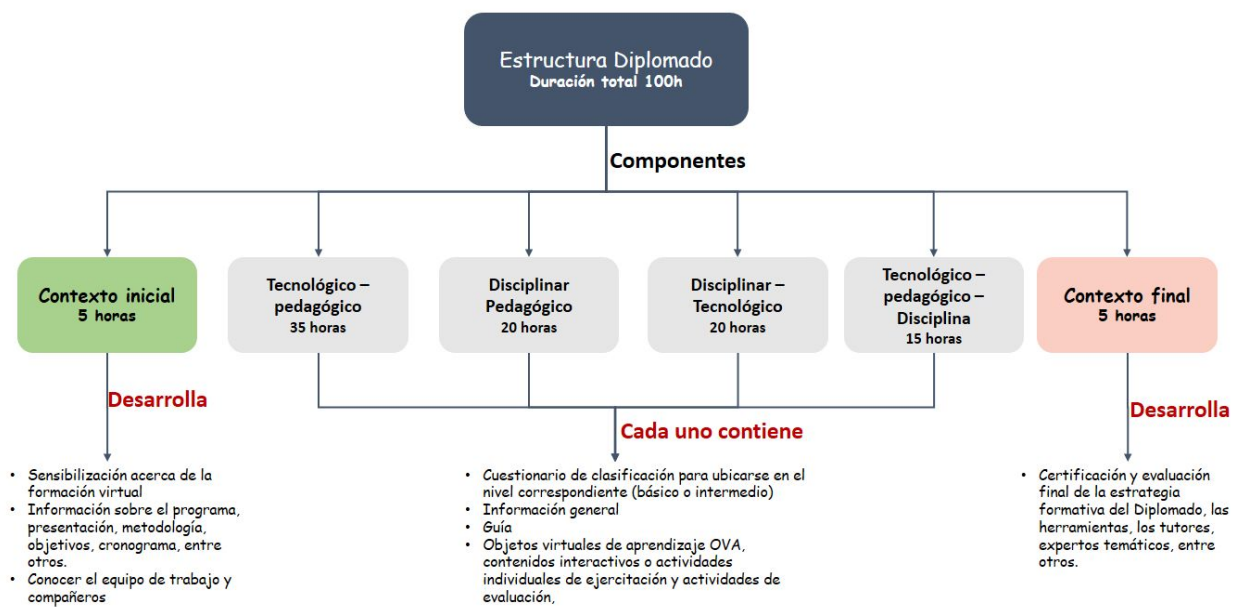 Estructura Diplomado
Duración total 100h
Componentes
Contexto inicial
5 horas
Tecnológico –
pedagógico
35 horas
Disciplinar
Pedagógico
20 horas
Disciplinar –
Tecnológico
20 horas
Tecnológico –
pedagógico –
Disciplina
15 horas
Contexto final
5 horas
Desarrolla
Cada uno contiene
Desarrolla
• Sensibilización acerca de la
formación virtual
• Información sobre el programa,
presentación, metodología,
objetivos, cronograma, entre
otros.
• Conocer el equipo de trabajo y
compañeros
• Cuestionario de clasificación para ubicarse en el
nivel correspondiente (básico o intermedio)
• Información general
• Guía
• Objetos virtuales de aprendizaje OVA,
contenidos interactivos o actividades
individuales de ejercitación y actividades de
evaluación,
• Certificación y evaluación
final de la estrategia
formativa del Diplomado, las
herramientas, los tutores,
expertos temáticos, entre
otros.